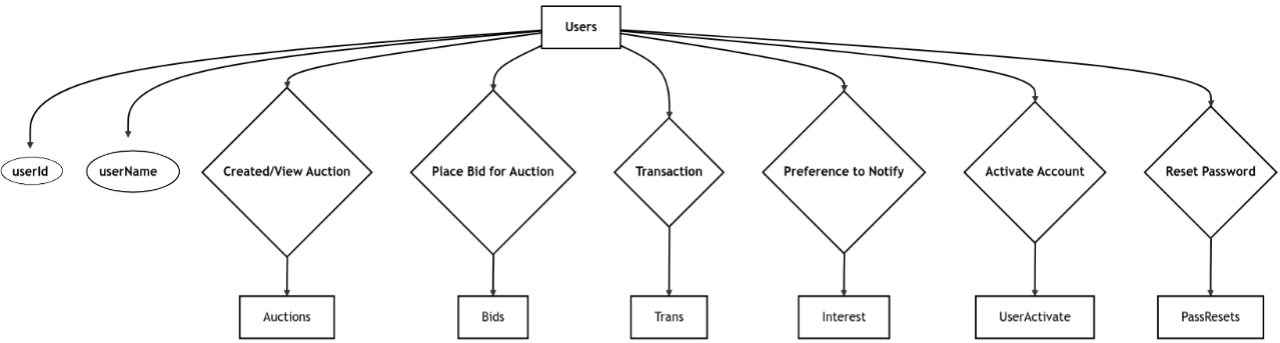 Users
userId
userName
Created/View Auction
Place Bid for Auction
Transaction
Preference to Notify
Activate Account
Reset Password
Auctions
Bids
Trans
Interest
UserActivate
PassResets